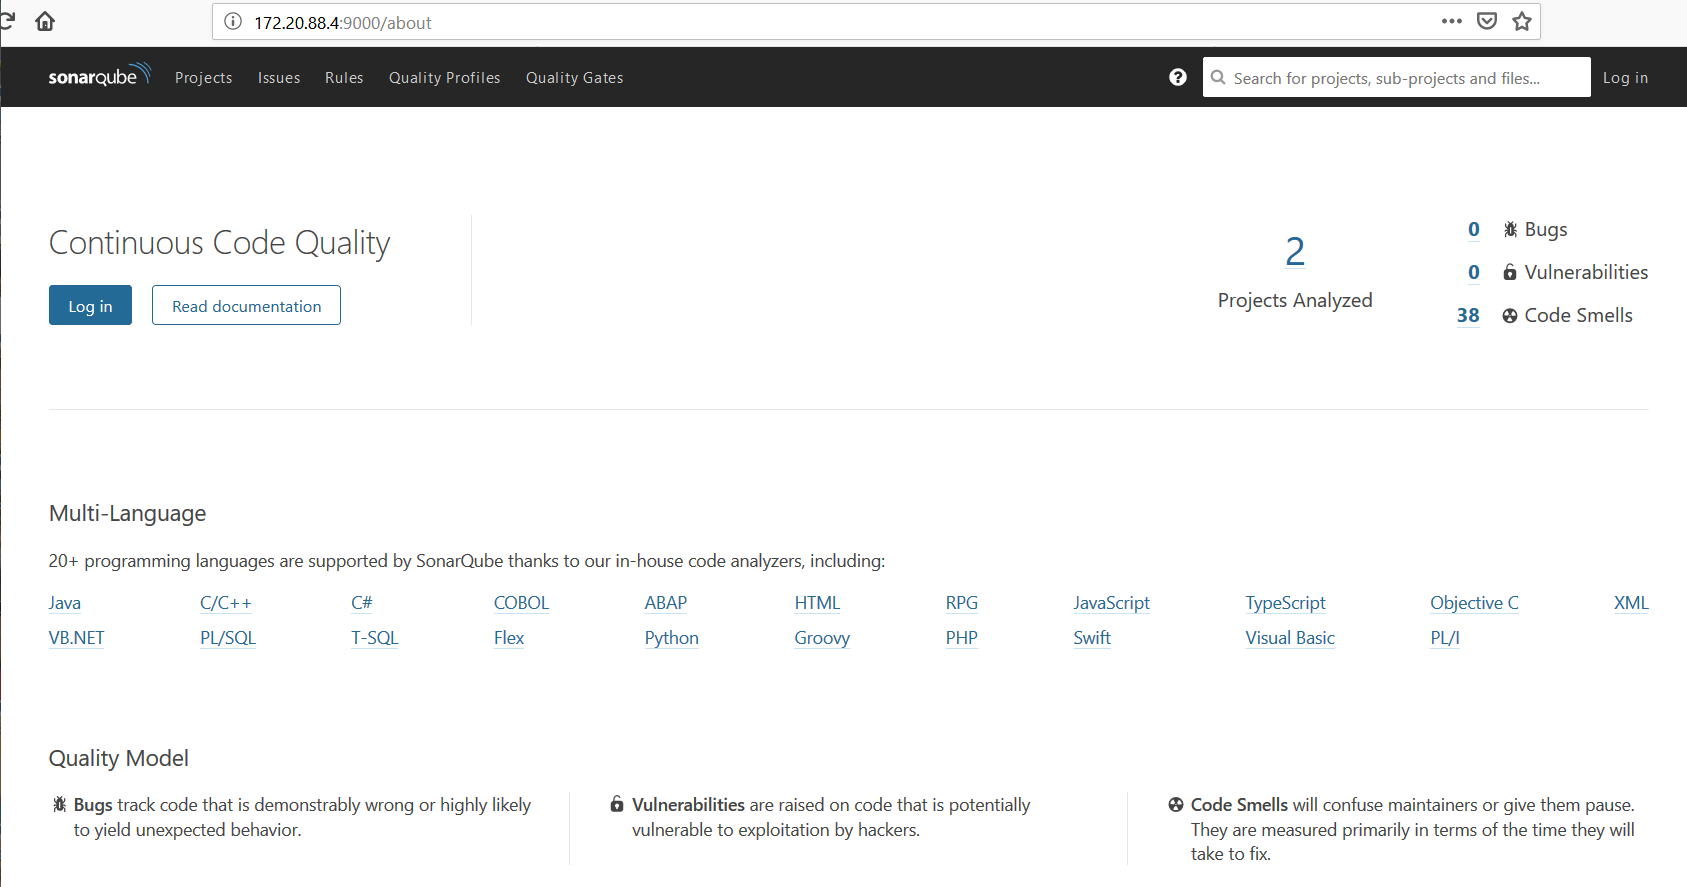 172.20.88.4:9000/about
sonarqube Projects Issues Rules Quality Profiles Quality Gates Search for projects, sub-projects and files... Log in
Continuous Code Quality
Log in Read documentation
2
Projects Analyzed
0 Bugs
0 Vulnerabilities
38 Code Smells
Multi-Language
20+ programming languages are supported by SonarQube thanks to our in-house code analyzers, including:
Java C/C++ C# COBOL ABAP HTML RPG JavaScript TypeScript Objective C XML
VB.NET PL/SQL T-SQL Flex Python Groovy PHP Swift Visual Basic PL/I
Quality Model
Bugs track code that is demonstrably wrong or highly likely
to yield unexpected behavior.
Vulnerabilities are raised on code that is potentially
vulnerable to exploitation by hackers.
Code Smells will confuse maintainers or give them pause.
They are measured primarily in terms of the time they will
take to fix.